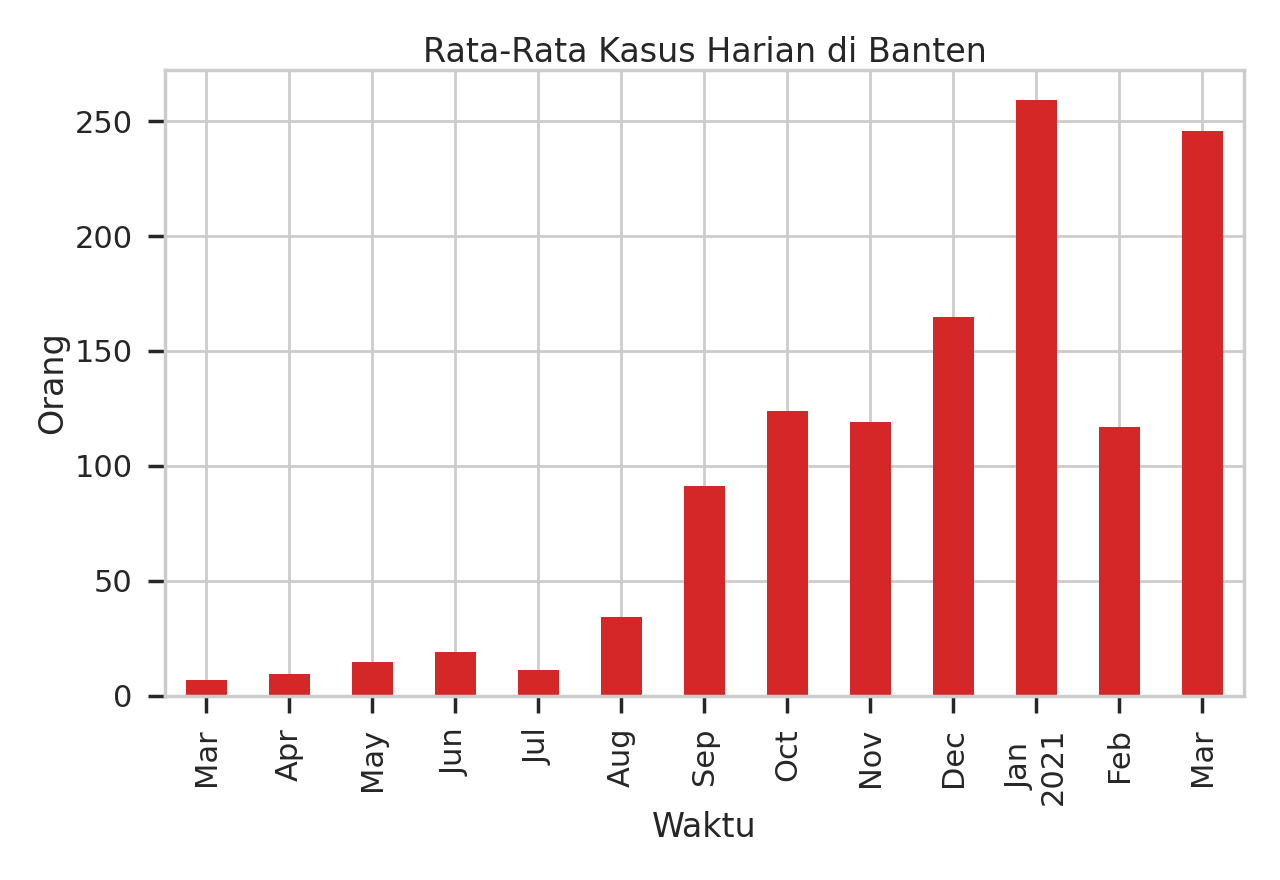 Rata-Rata Kasus Harian di Banten
Orang
250
200
150
100
50
0
Mar
Apr
May
Jun
Jul
Aug
Sep
Oct
Nov
Dec
Jan
2021
Feb
Mar
Waktu